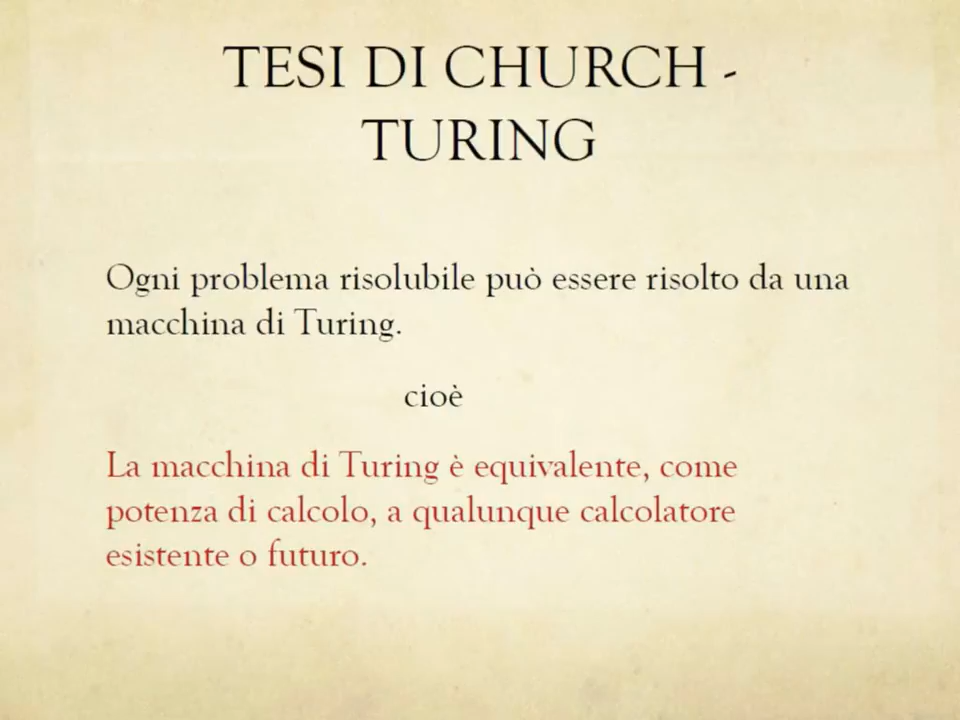 TESI DI CHURCH -
TURING
Ogni problema risolubile può essere risolto da una
macchina di Turing.
cioè
La macchina di Turing è equivalente, come
potenza di calcolo, a qualunque calcolatore
esistente o futuro.